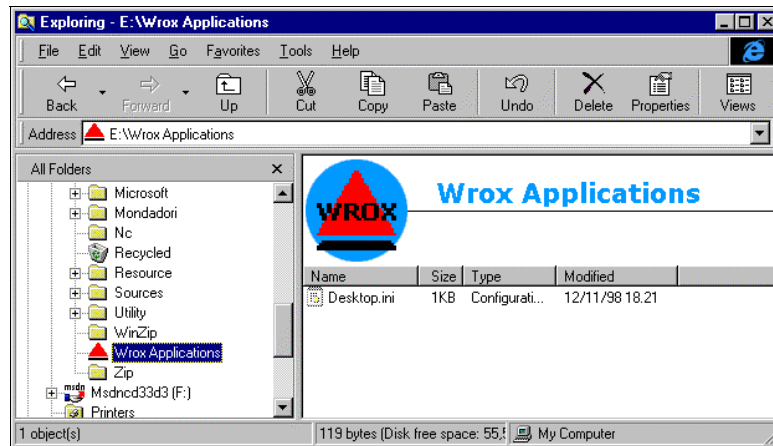 Exploring - E:\Wrox Applications
File Edit View Go Favorites Tools Help
Back Forward Up Cut Copy Paste Undo Delete Properties Views
Address E:\Wrox Applications
All Folders
Microsoft
Mondadori
Nc
Recycled
Resource
Sources
Utility
WinZip
Wrox Applications
Zip
msdn Msdncd33d3 (F:)
Printers
WROX Wrox Applications
Name Size Type Modified
Desktop.ini 1KB Configurati... 12/11/98 18.21
1 object(s) 119 bytes (Disk free space: 55, My Computer